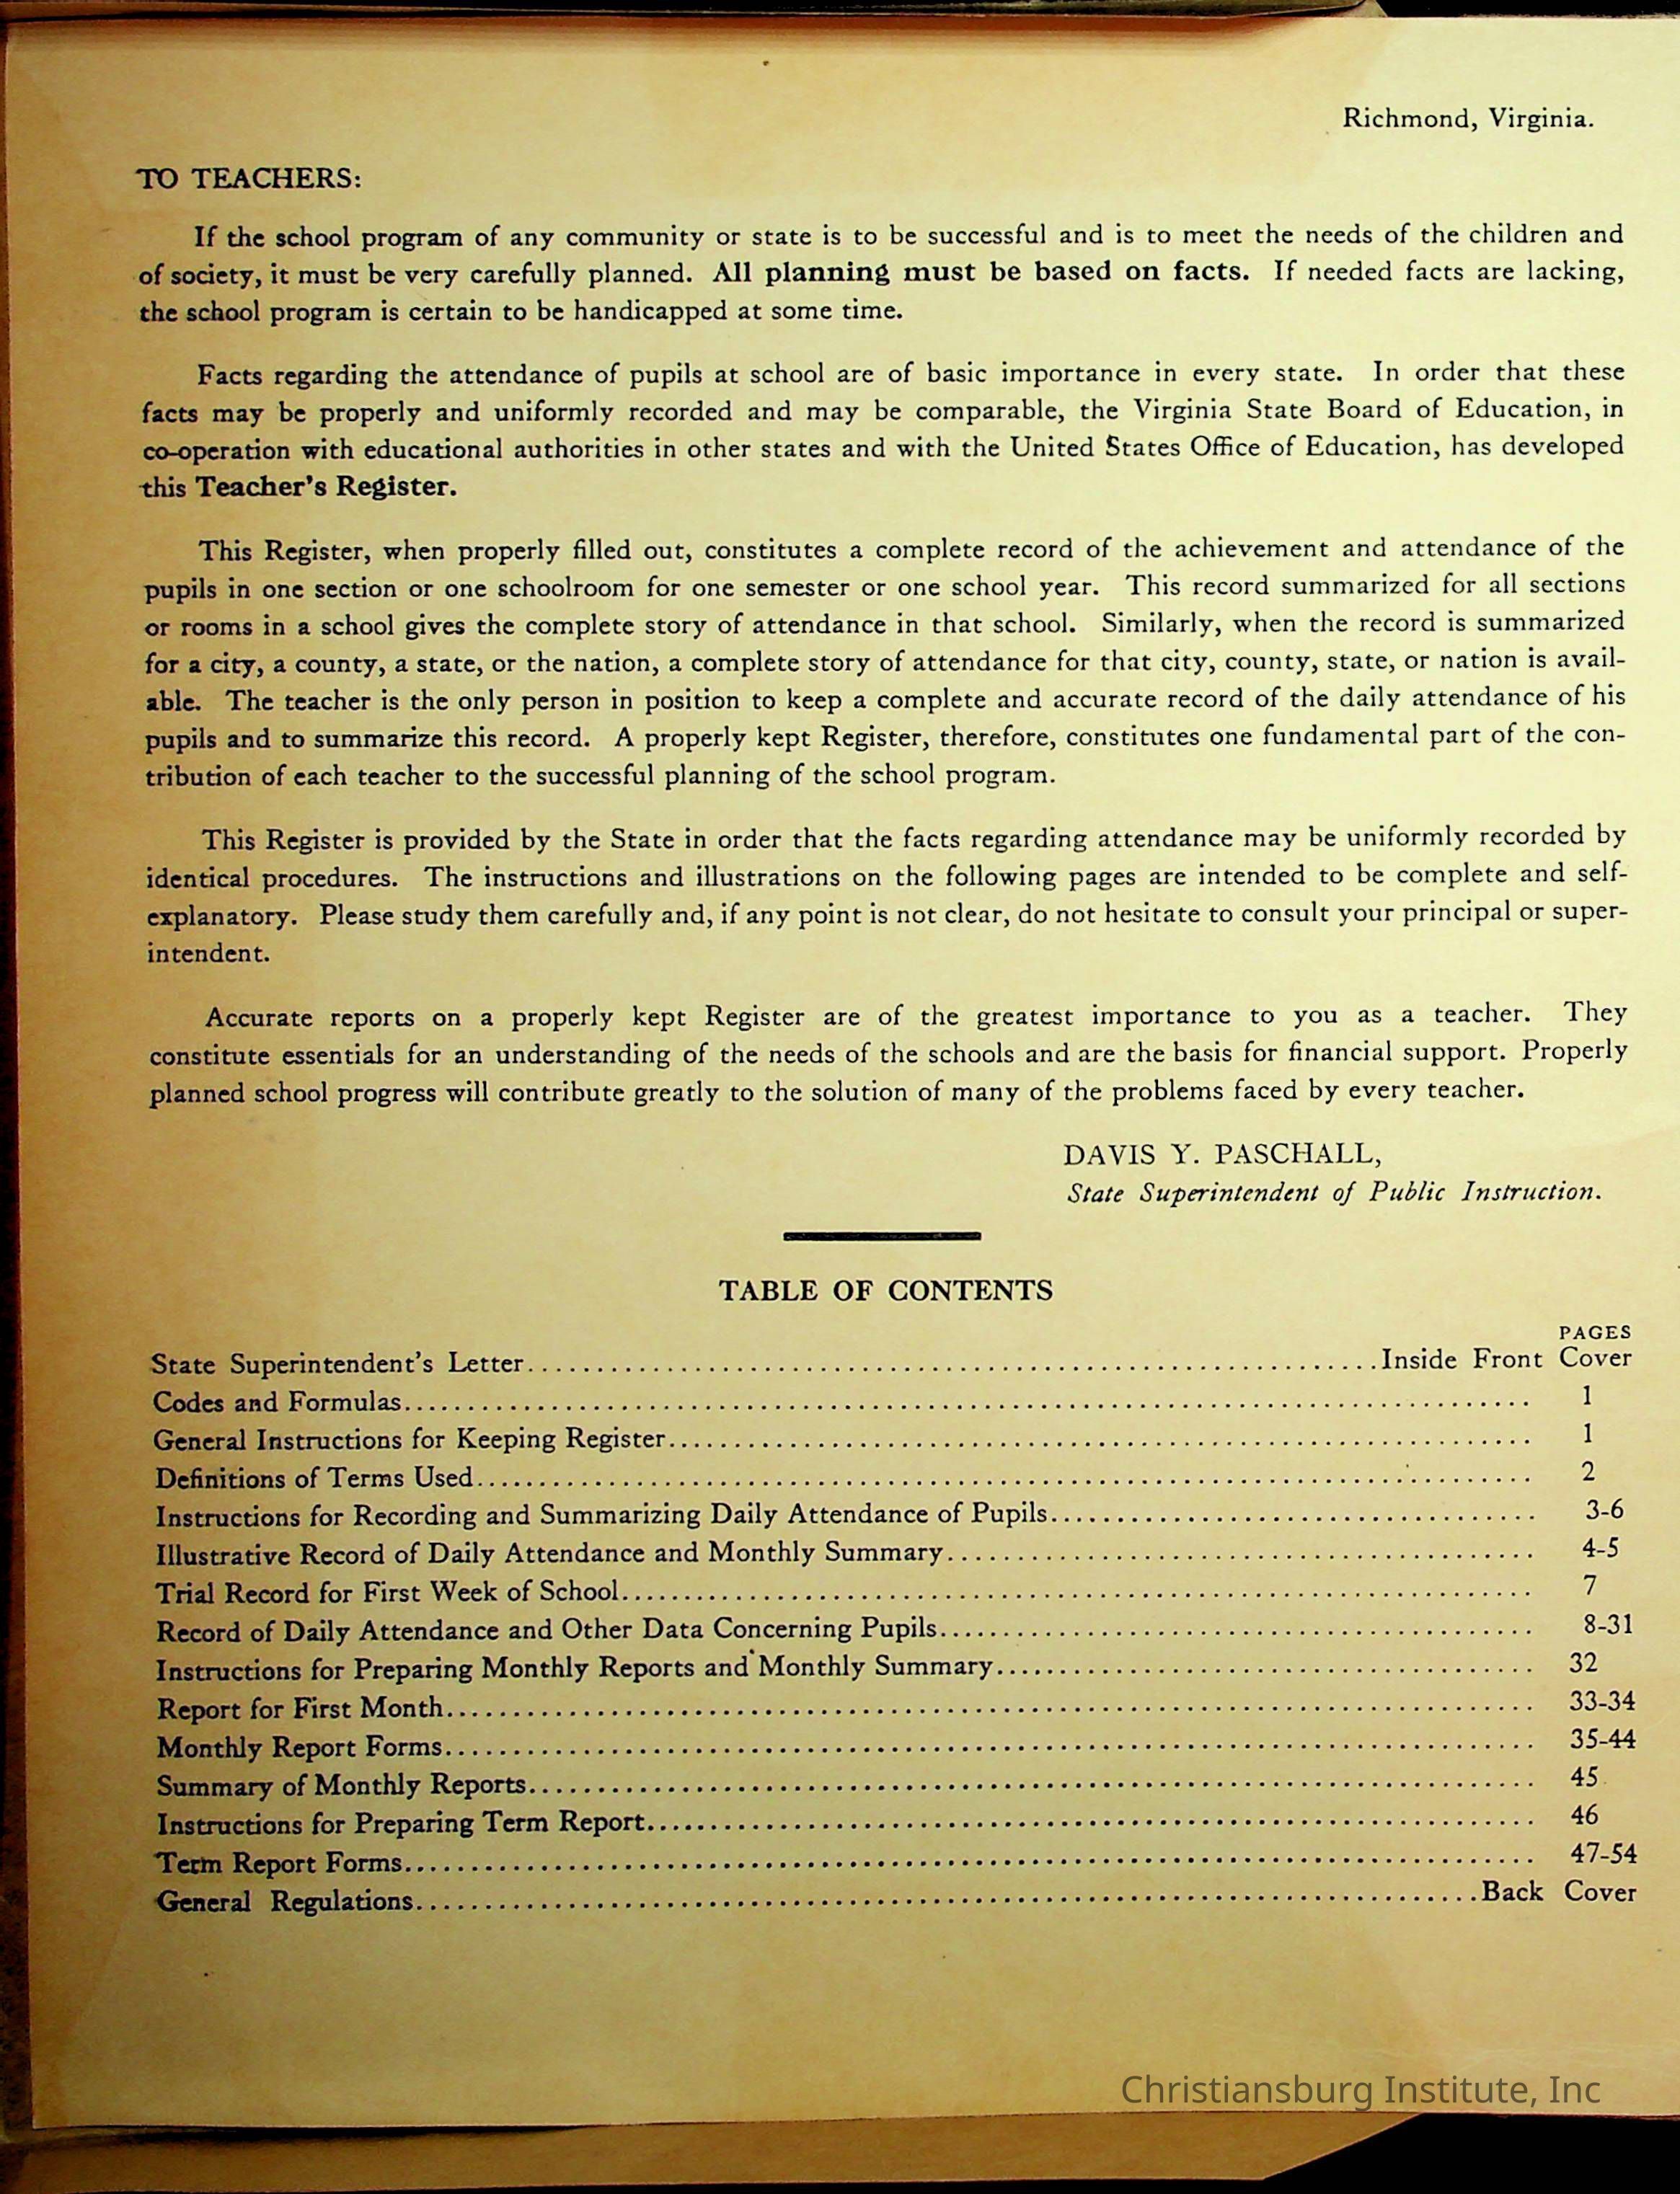 Richmond, Virginia.
TO TEACHERS:
If the school program of any community or state is to be successful and is to meet the needs of the children and
of society, it must be very carefully planned. All planning must be based on facts. If needed facts are lacking,
the school program is certain to be handicapped at some time.
Facts regarding the attendance of pupils at school are of basic importance in every state. In order that these
facts may be properly and uniformly recorded and may be comparable, the Virginia State Board of Education, in
co-operation with educational authorities in other states and with the United States Office of Education, has developed
this Teacher's Register.
This Register, when properly filled out, constitutes a complete record of the achievement and attendance of the
pupils in one section or one schoolroom for one semester or one school year. This record summarized for all sections
or rooms in a school gives the complete story of attendance in that school. Similarly, when the record is summarized
for a city, a county, a state, or the nation, a complete story of attendance for that city, county, state, or nation is avail-
able. The teacher is the only person in position to keep a complete and accurate record of the daily attendance of his
pupils and to summarize this record. A properly kept Register, therefore, constitutes one fundamental part of the con-
tribution of each teacher to the successful planning of the school program.
This Register is provided by the State in order that the facts regarding attendance may be uniformly recorded by
identical procedures. The instructions and illustrations on the following pages are intended to be complete and self-
explanatory. Please study them carefully and, if any point is not clear, do not hesitate to consult your principal or super-
intendent.
Accurate reports on a properly kept Register are of the greatest importance to you as a teacher. They
constitute essentials for an understanding of the needs of the schools and are the basis for financial support. Properly
planned school progress will contribute greatly to the solution of many of the problems faced by every teacher.
DAVIS Y. PASCHALL,
State Superintendent of Public Instruction.
TABLE OF CONTENTS
PAGES
State Superintendent's Letter........Inside Front Cover
Codes and Formulas........ 1
General Instructions for Keeping Register........ 1
Definitions of Terms Used........ 2
Instructions for Recording and Summarizing Daily Attendance of Pupils........ 3-6
Illustrative Record of Daily Attendance and Monthly Summary........ 4-5
Trial Record for First Week of School........ 7
Record of Daily Attendance and Other Data Concerning Pupils........ 8-31
Instructions for Preparing Monthly Reports and Monthly Summary........ 32
Report for First Month........ 33-34
Monthly Report Forms........ 35-44
Summary of Monthly Reports........ 45
Instructions for Preparing Term Report........ 46
Term Report Forms........ 47-54
General Regulations........Back Cover
Christiansburg Institute, Inc